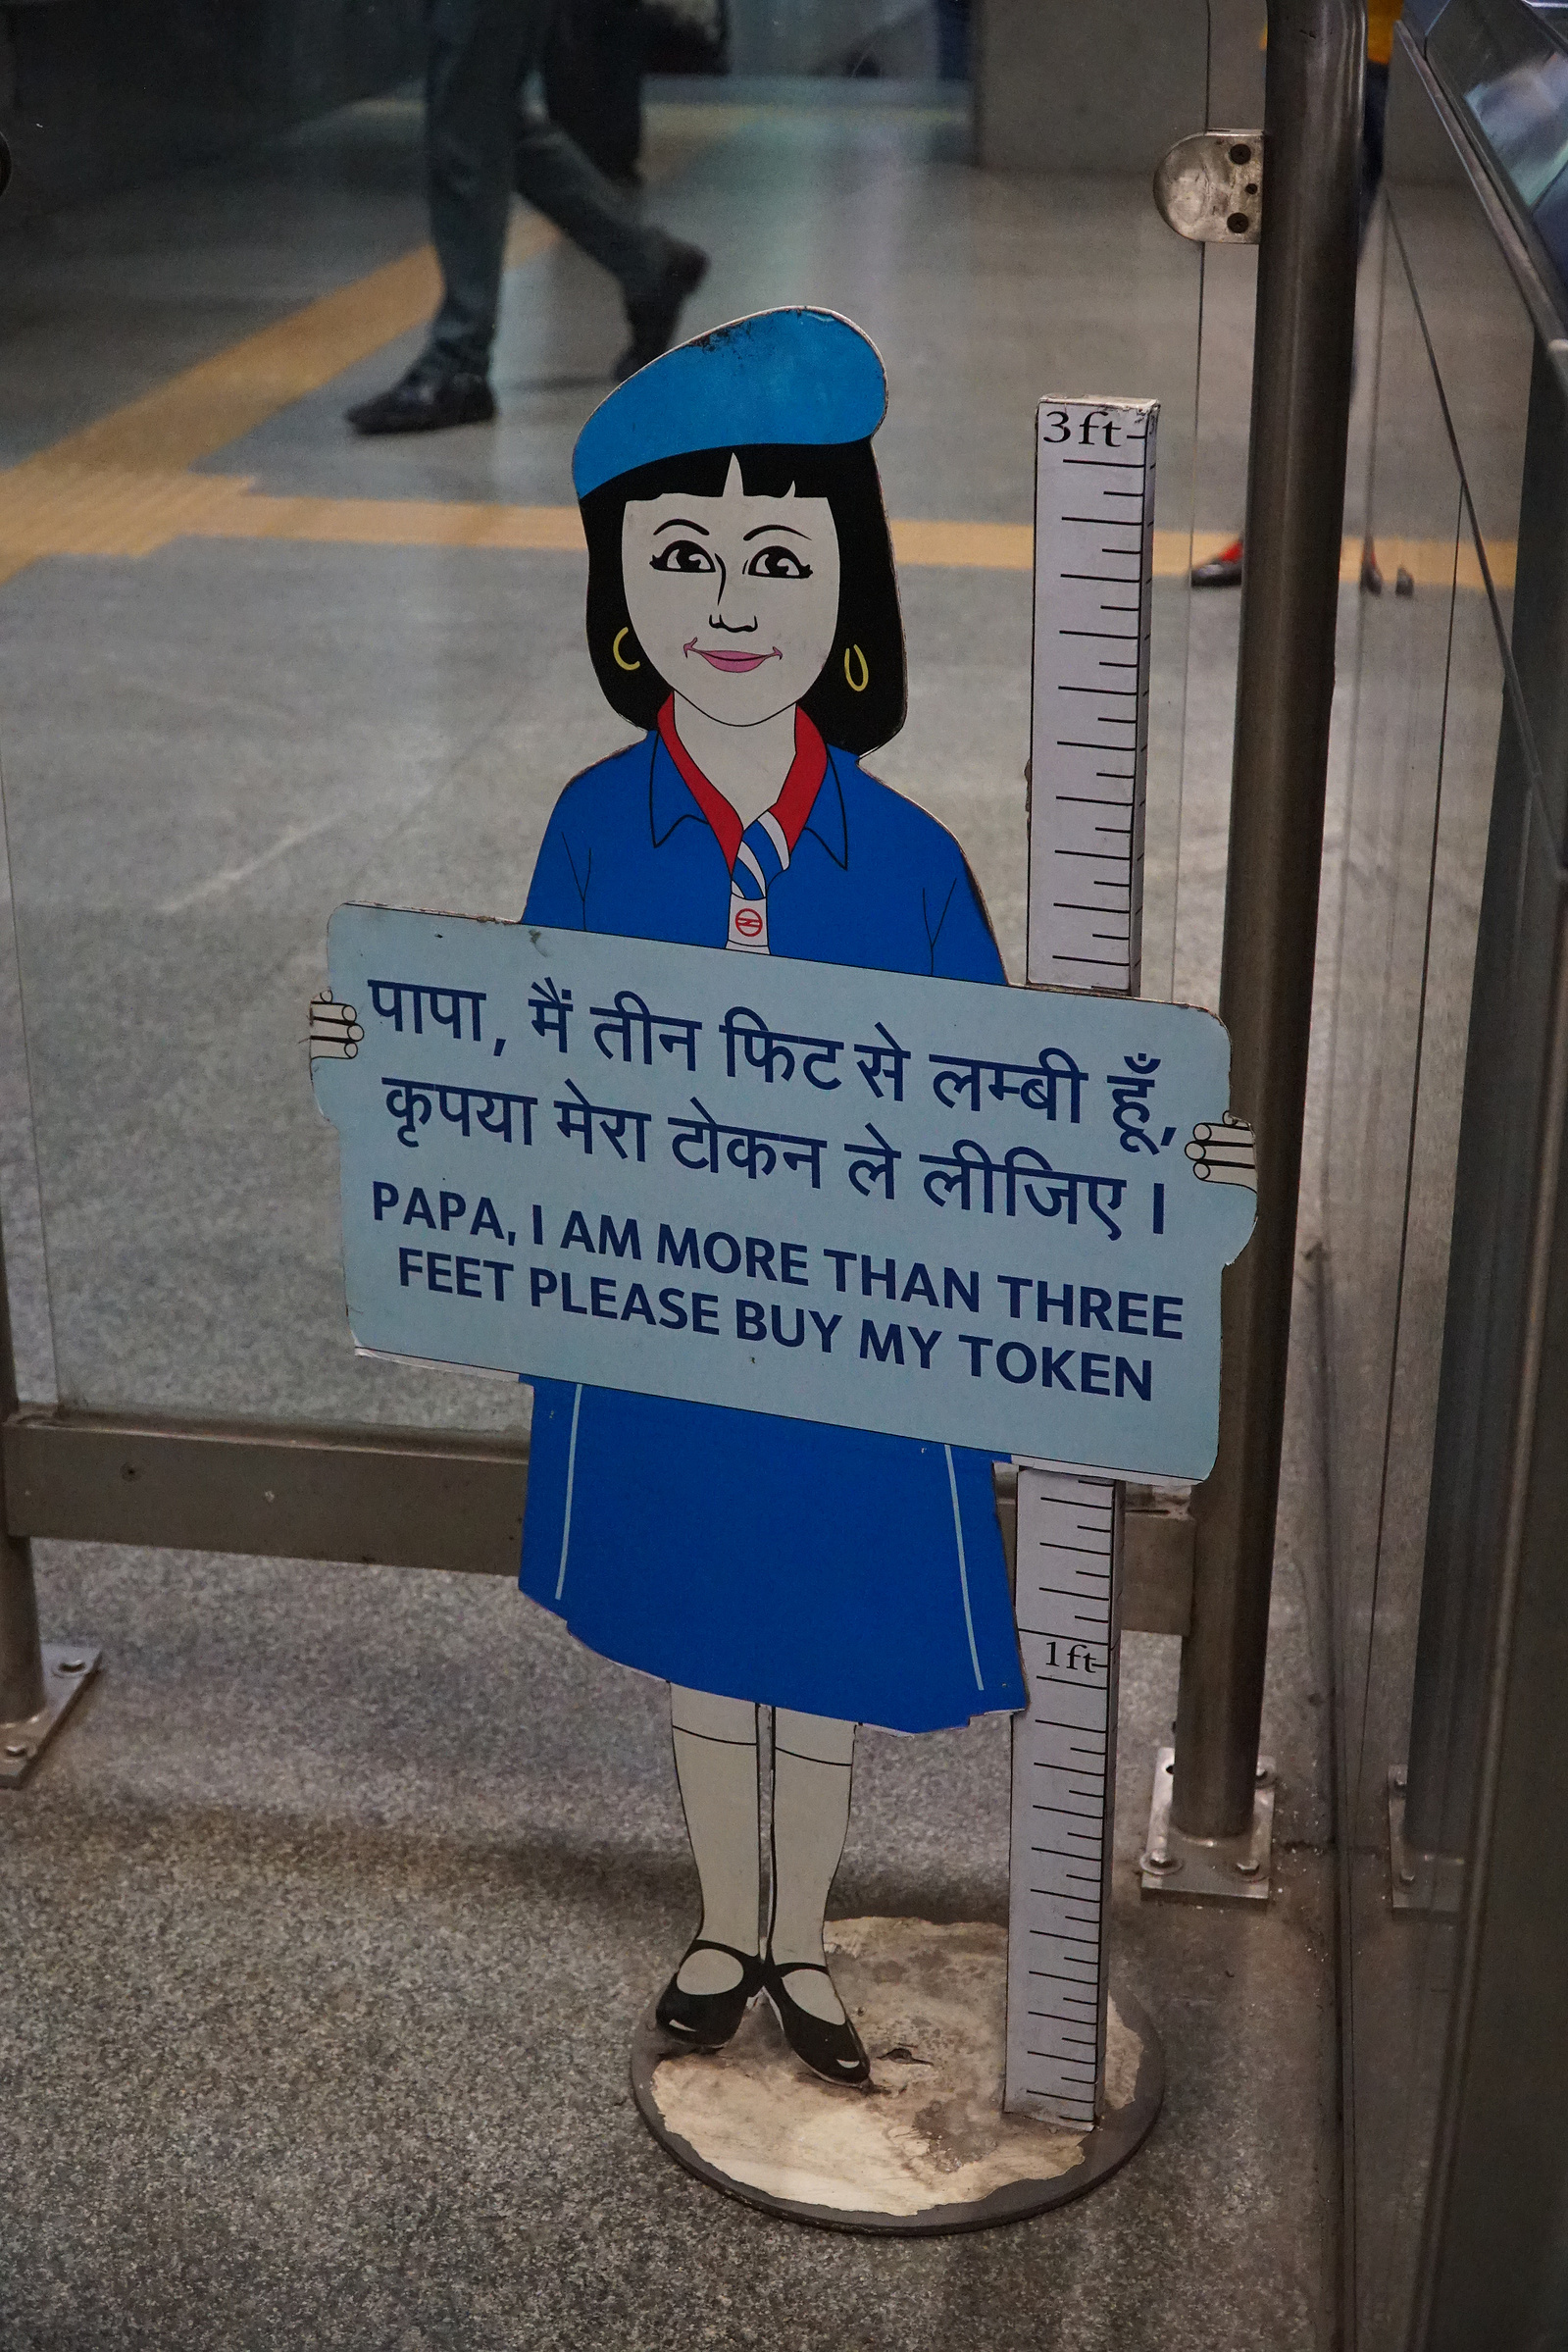 3ft
पापा, मैं तीन फिट से लम्बी हूँ,
कृपया मेरा टोकन ले लीजिए।
PAPA, I AM MORE THAN THREE
FEET PLEASE BUY MY TOKEN
1ft